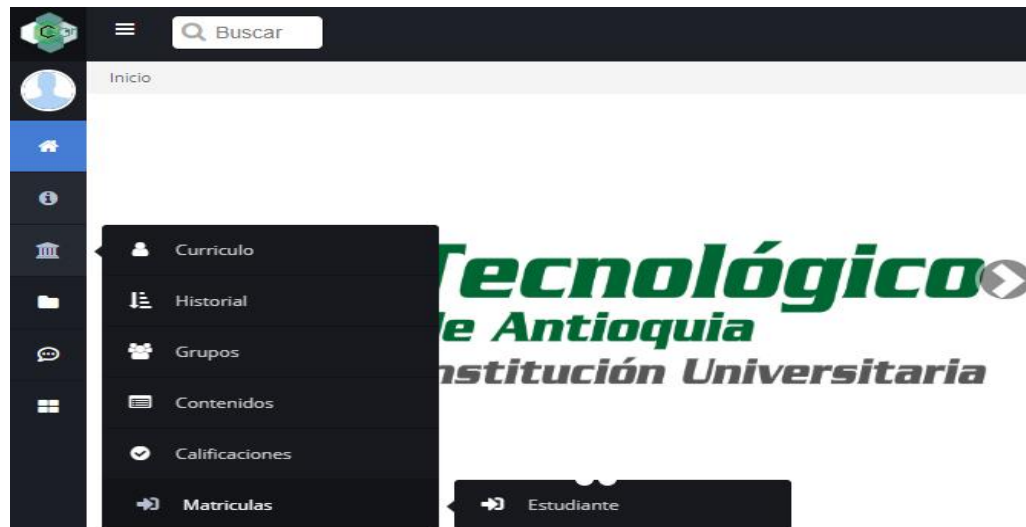 Buscar
Inicio
Curriculo
Historial
Grupos
Contenidos
Calificaciones
Matriculas
Estudiante
Tecnológico
de Antioquia
Institución Universitaria